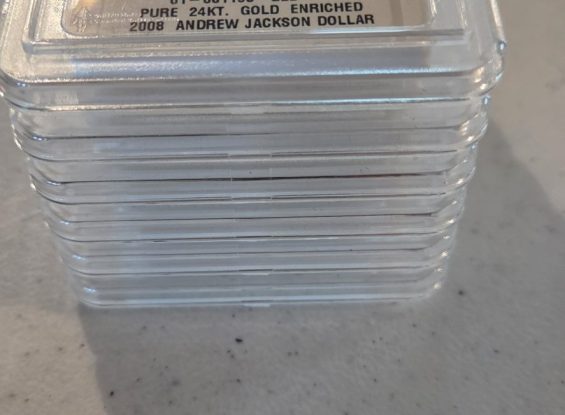 PURE 24KT. GOLD ENRICHED
2008 ANDREW JACKSON DOLLAR